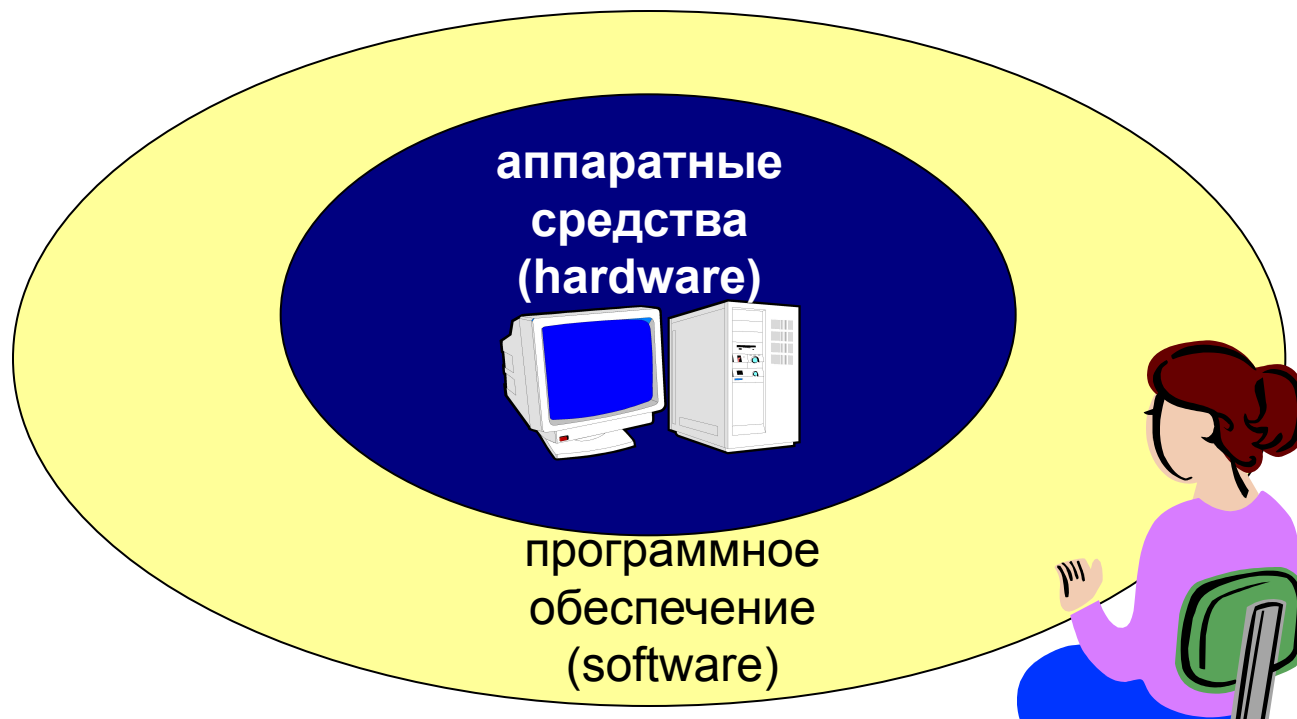 аппаратные
средства
(hardware)
программное
обеспечение
(software)